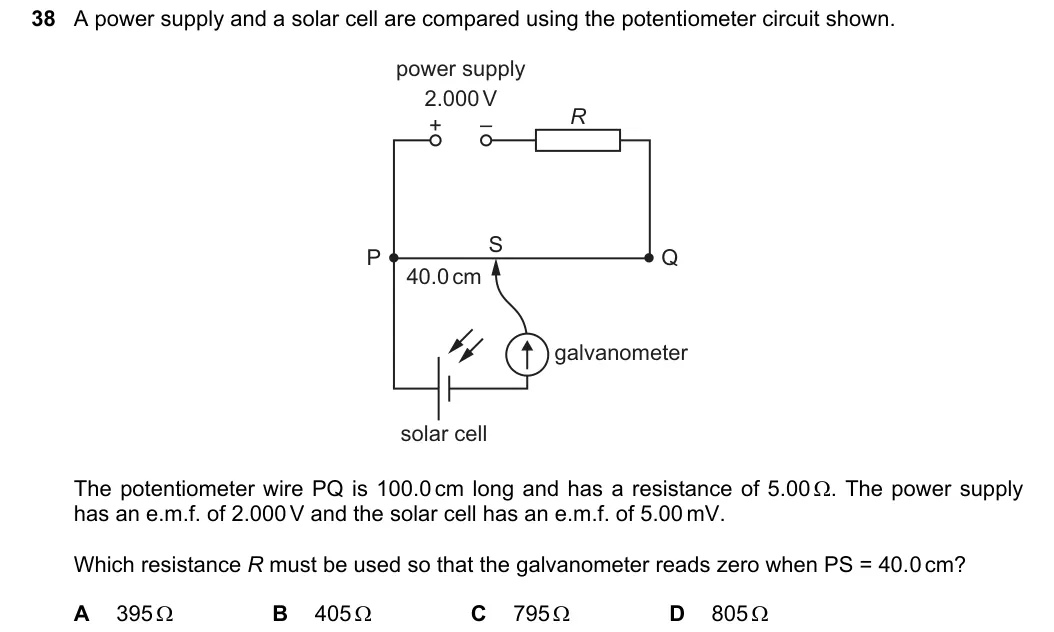 38 A power supply and a solar cell are compared using the potentiometer circuit shown.
power supply
2.000 V
+ –
R
S
P
Q
40.0 cm
galvanometer
solar cell
The potentiometer wire PQ is 100.0 cm long and has a resistance of 5.00 Ω. The power supply
has an e.m.f. of 2.000 V and the solar cell has an e.m.f. of 5.00 mV.
Which resistance R must be used so that the galvanometer reads zero when PS = 40.0 cm?
A 395 Ω B 405 Ω C 795 Ω D 805 Ω